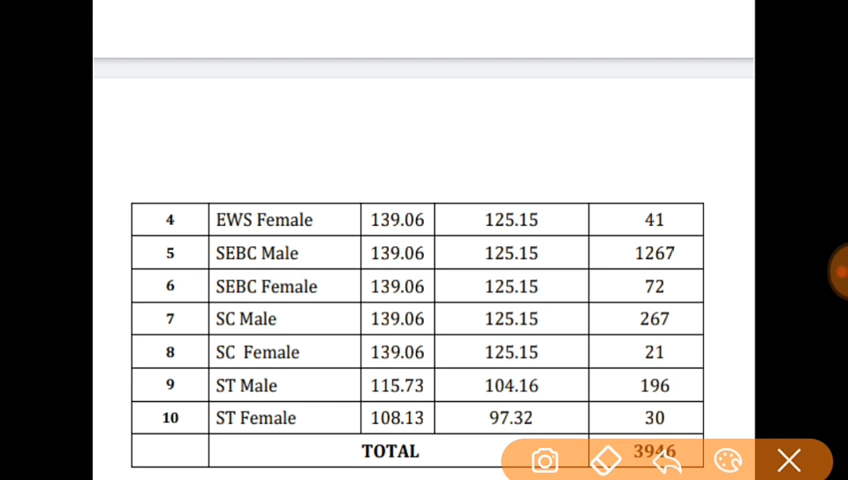 4 EWS Female 139.06 125.15 41
5 SEBC Male 139.06 125.15 1267
6 SEBC Female 139.06 125.15 72
7 SC Male 139.06 125.15 267
8 SC Female 139.06 125.15 21
9 ST Male 115.73 104.16 196
10 ST Female 108.13 97.32 30
TOTAL 3946